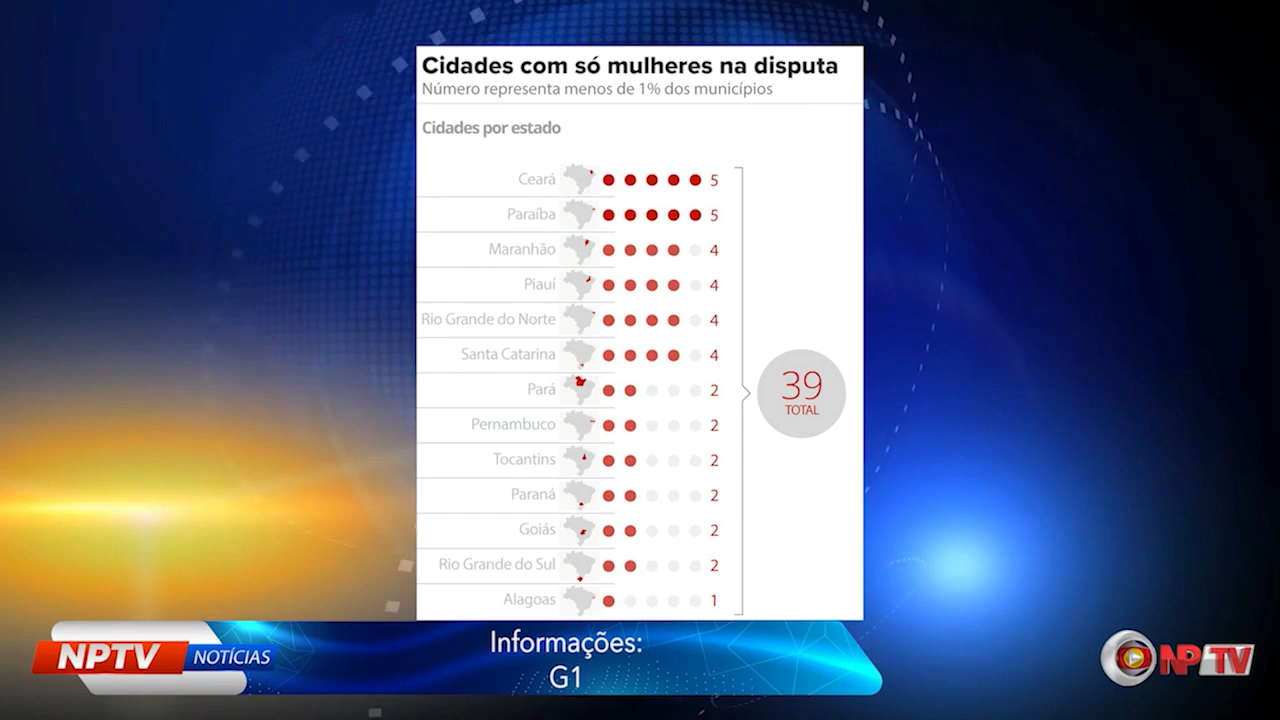 Cidades com só mulheres na disputa
Número representa menos de 1% dos municípios
Cidades por estado
Ceará 5
Paraíba 5
Maranhão 4
Piauí 4
Rio Grande do Norte 4
Santa Catarina 4
Pará 2
Pernambuco 2
Tocantins 2
Paraná 2
Goiás 2
Rio Grande do Sul 2
Alagoas 1
39
TOTAL
Informações:
G1
NPTV NOTÍCIAS
NPTV